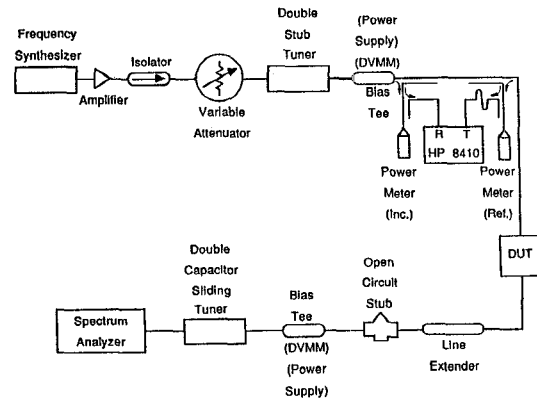 Frequency
Synthesizer
Amplifier
Isolator
Variable
Attenuator
Double
Stub
Tuner
(Power
Supply)
(DVMM)
Bias
Tee
R T
HP 8410
Power
Meter
(Inc.)
Power
Meter
(Ref.)
DUT
Line
Extender
Open
Circuit
Stub
Bias
Tee
(DVMM)
(Power
Supply)
Double
Capacitor
Sliding
Tuner
Spectrum
Analyzer